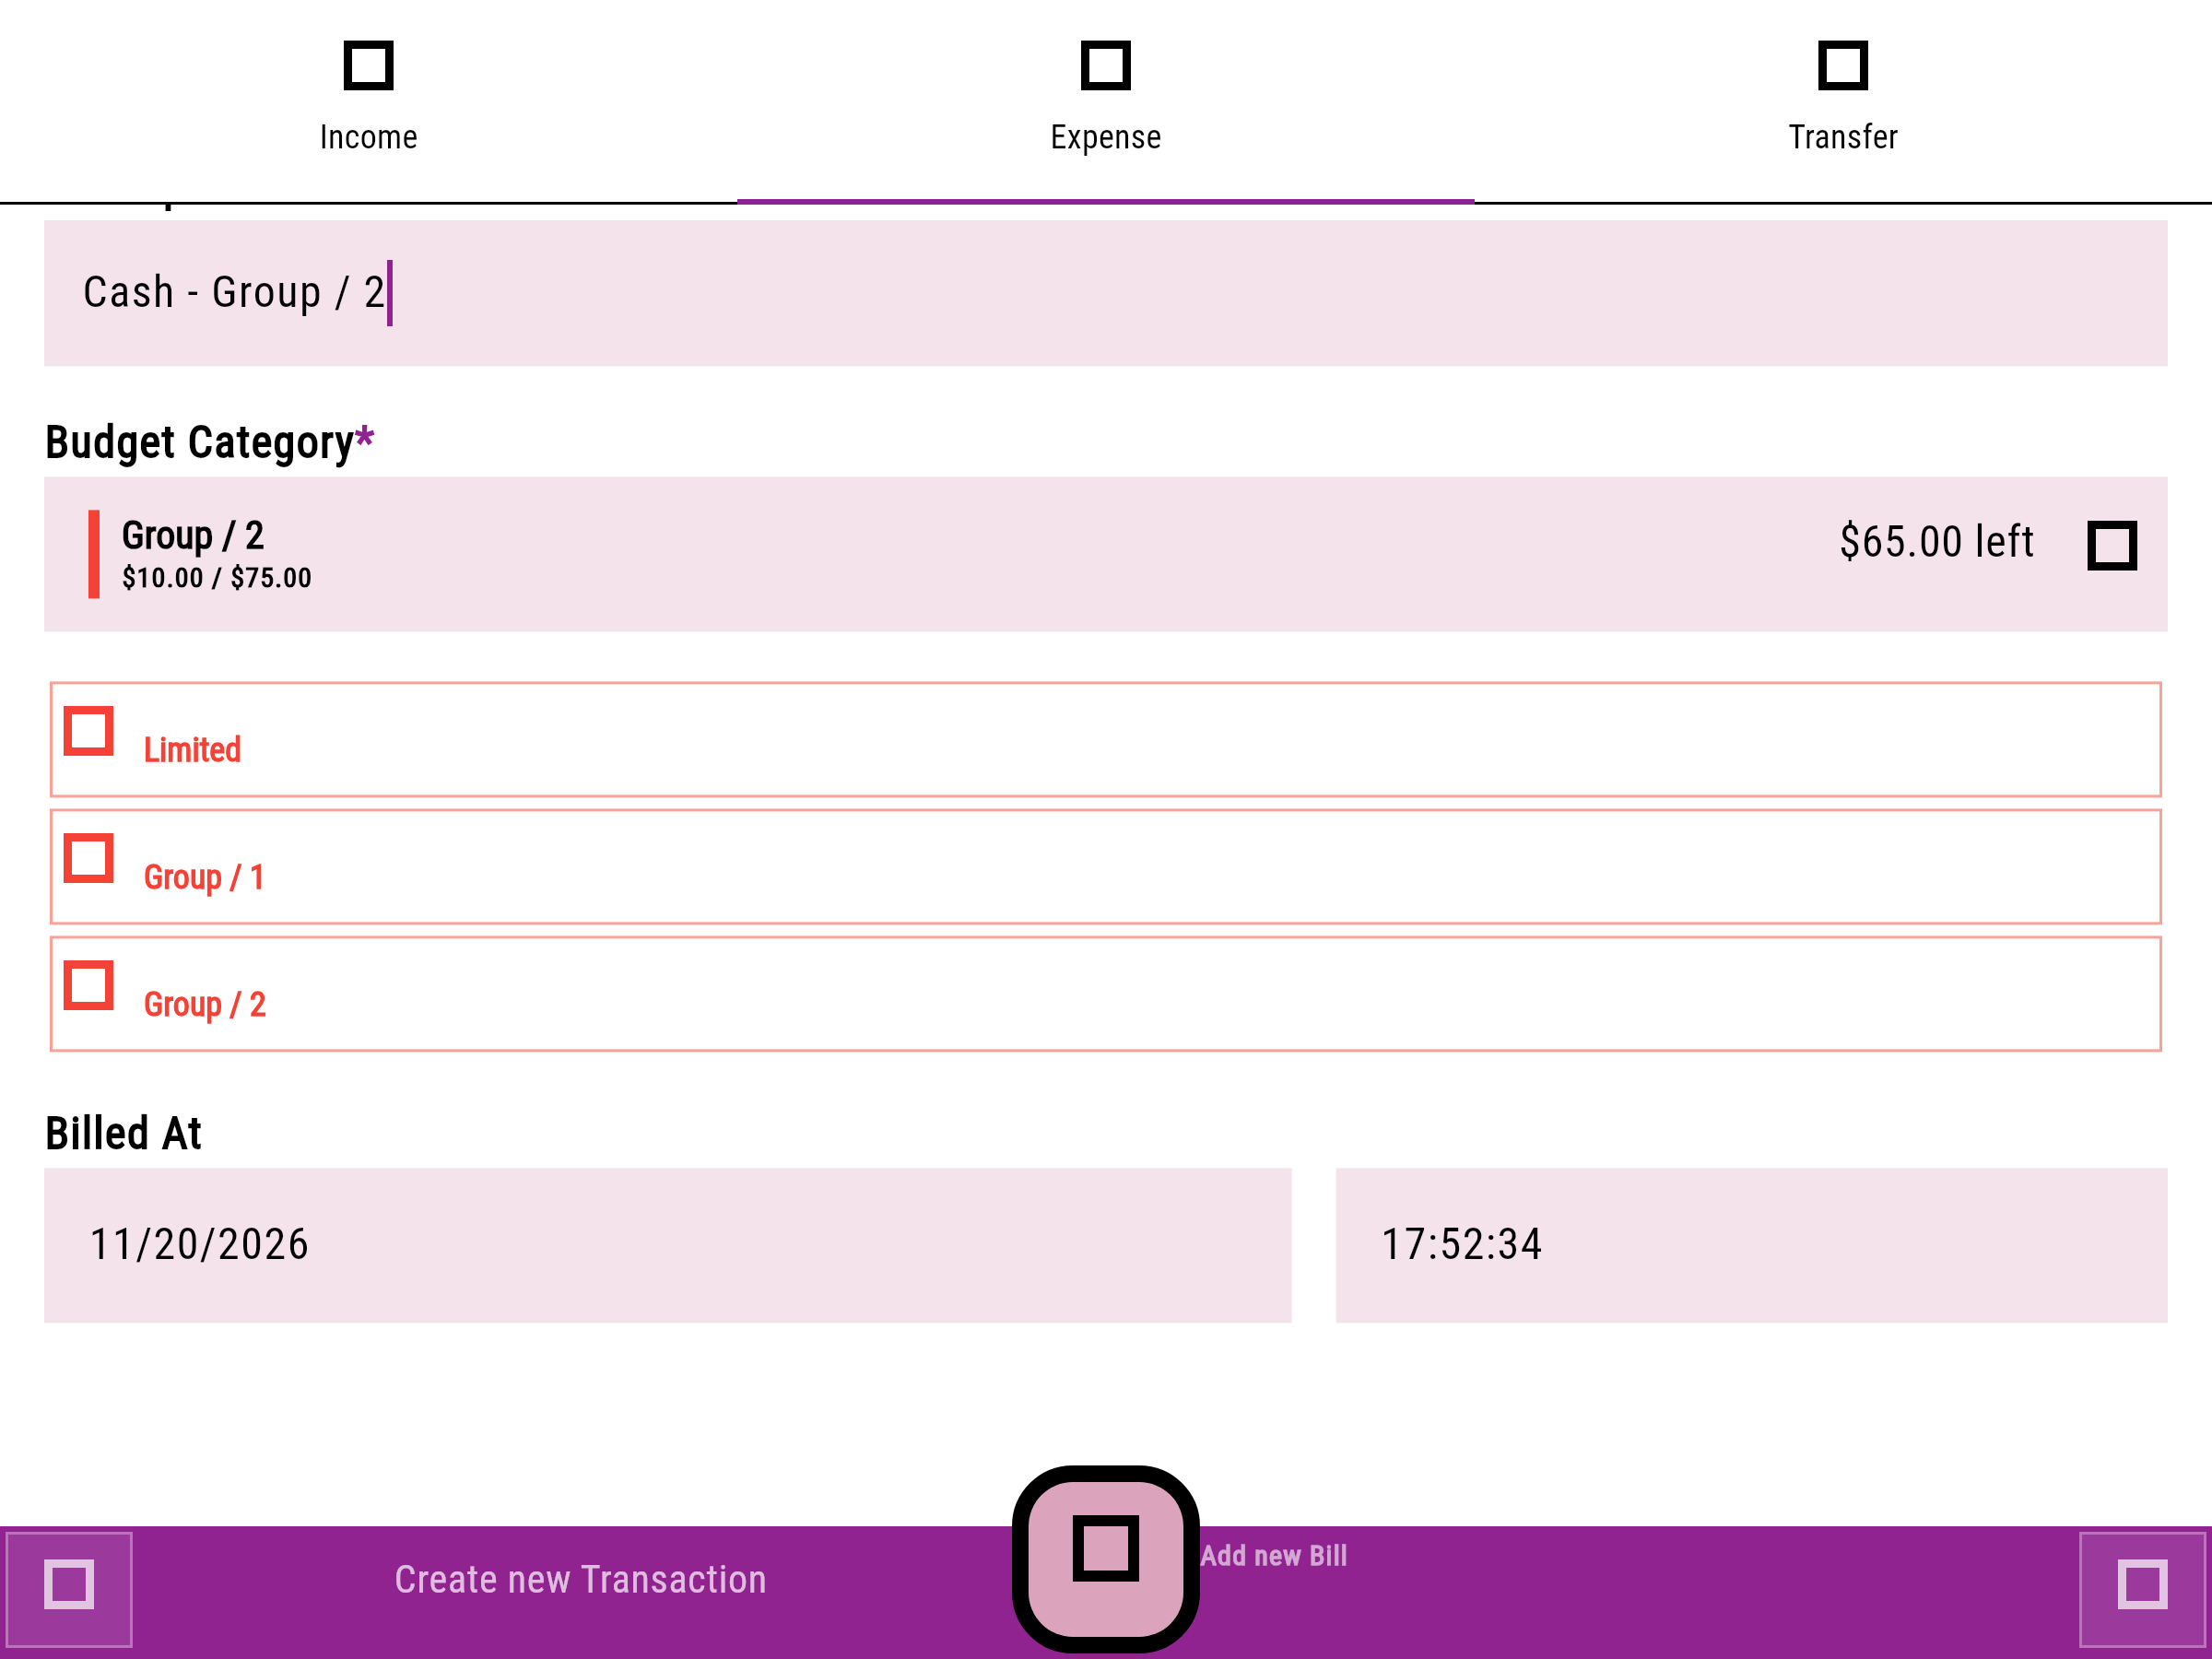 Income
Expense
Transfer
Cash - Group / 2
Budget Category*
Group / 2
$10.00 / $75.00
$65.00 left
Limited
Group / 1
Group / 2
Billed At
11/20/2026
17:52:34
Create new Transaction
Add new Bill